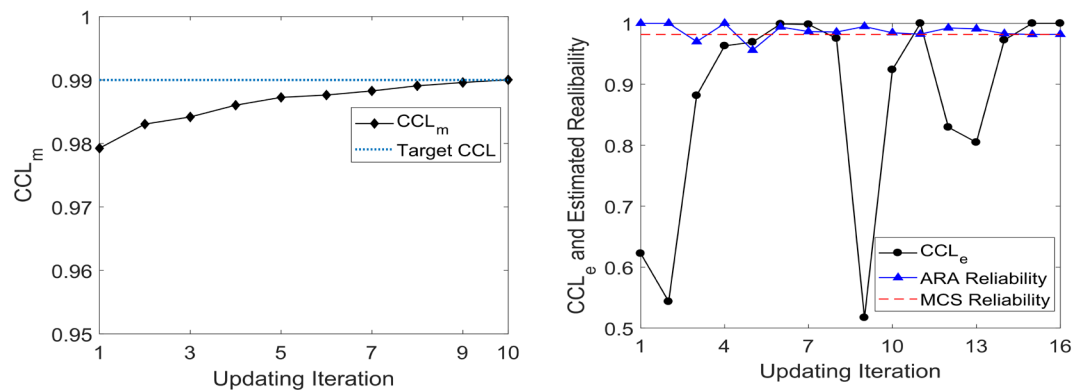 1
0.99
0.98
0.97
0.96
0.95
CCLm
CCLm
Target CCL
1 3 5 7 9 10
Updating Iteration
1
0.9
0.8
0.7
0.6
0.5
CCLe and Estimated Realibaility
CCLe
ARA Reliability
MCS Reliability
1 4 7 10 13 16
Updating Iteration